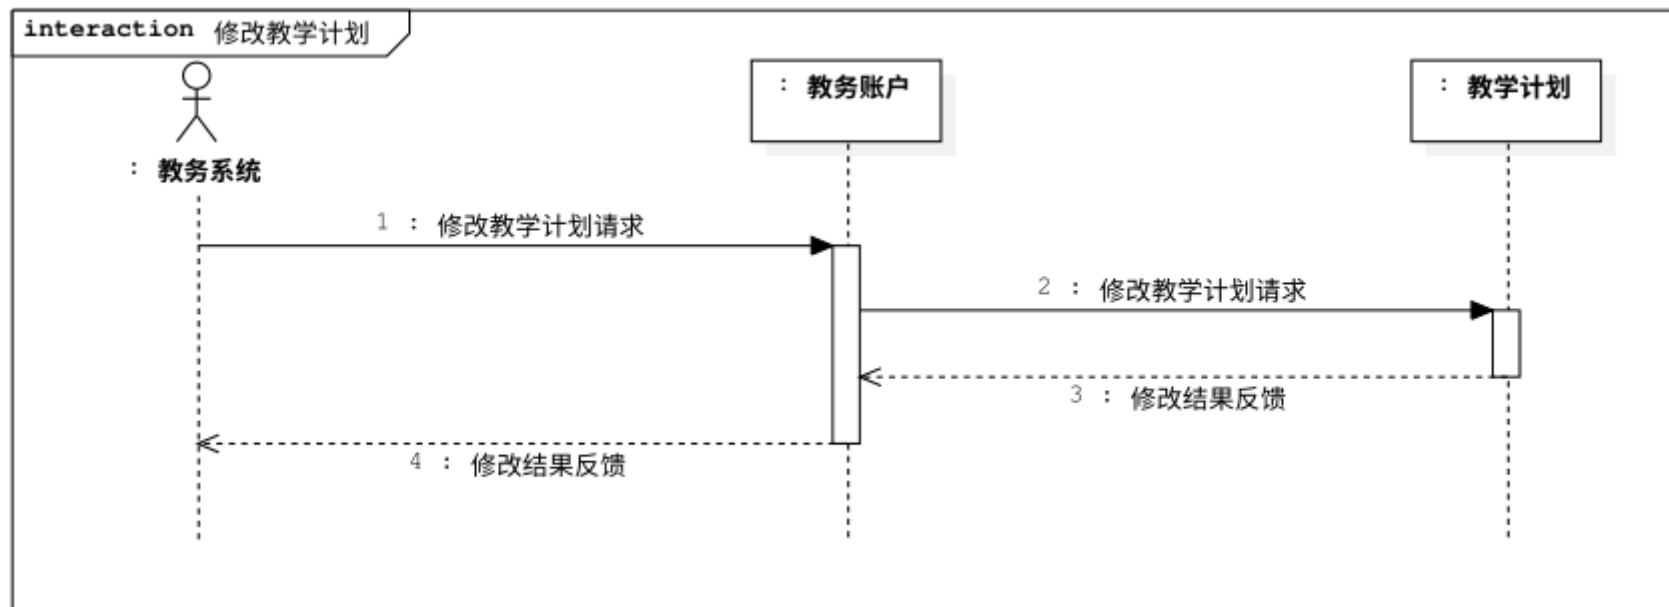 interaction 修改教学计划
: 教务账户
: 教学计划
: 教务系统
1 : 修改教学计划请求
2 : 修改教学计划请求
3 : 修改结果反馈
4 : 修改结果反馈